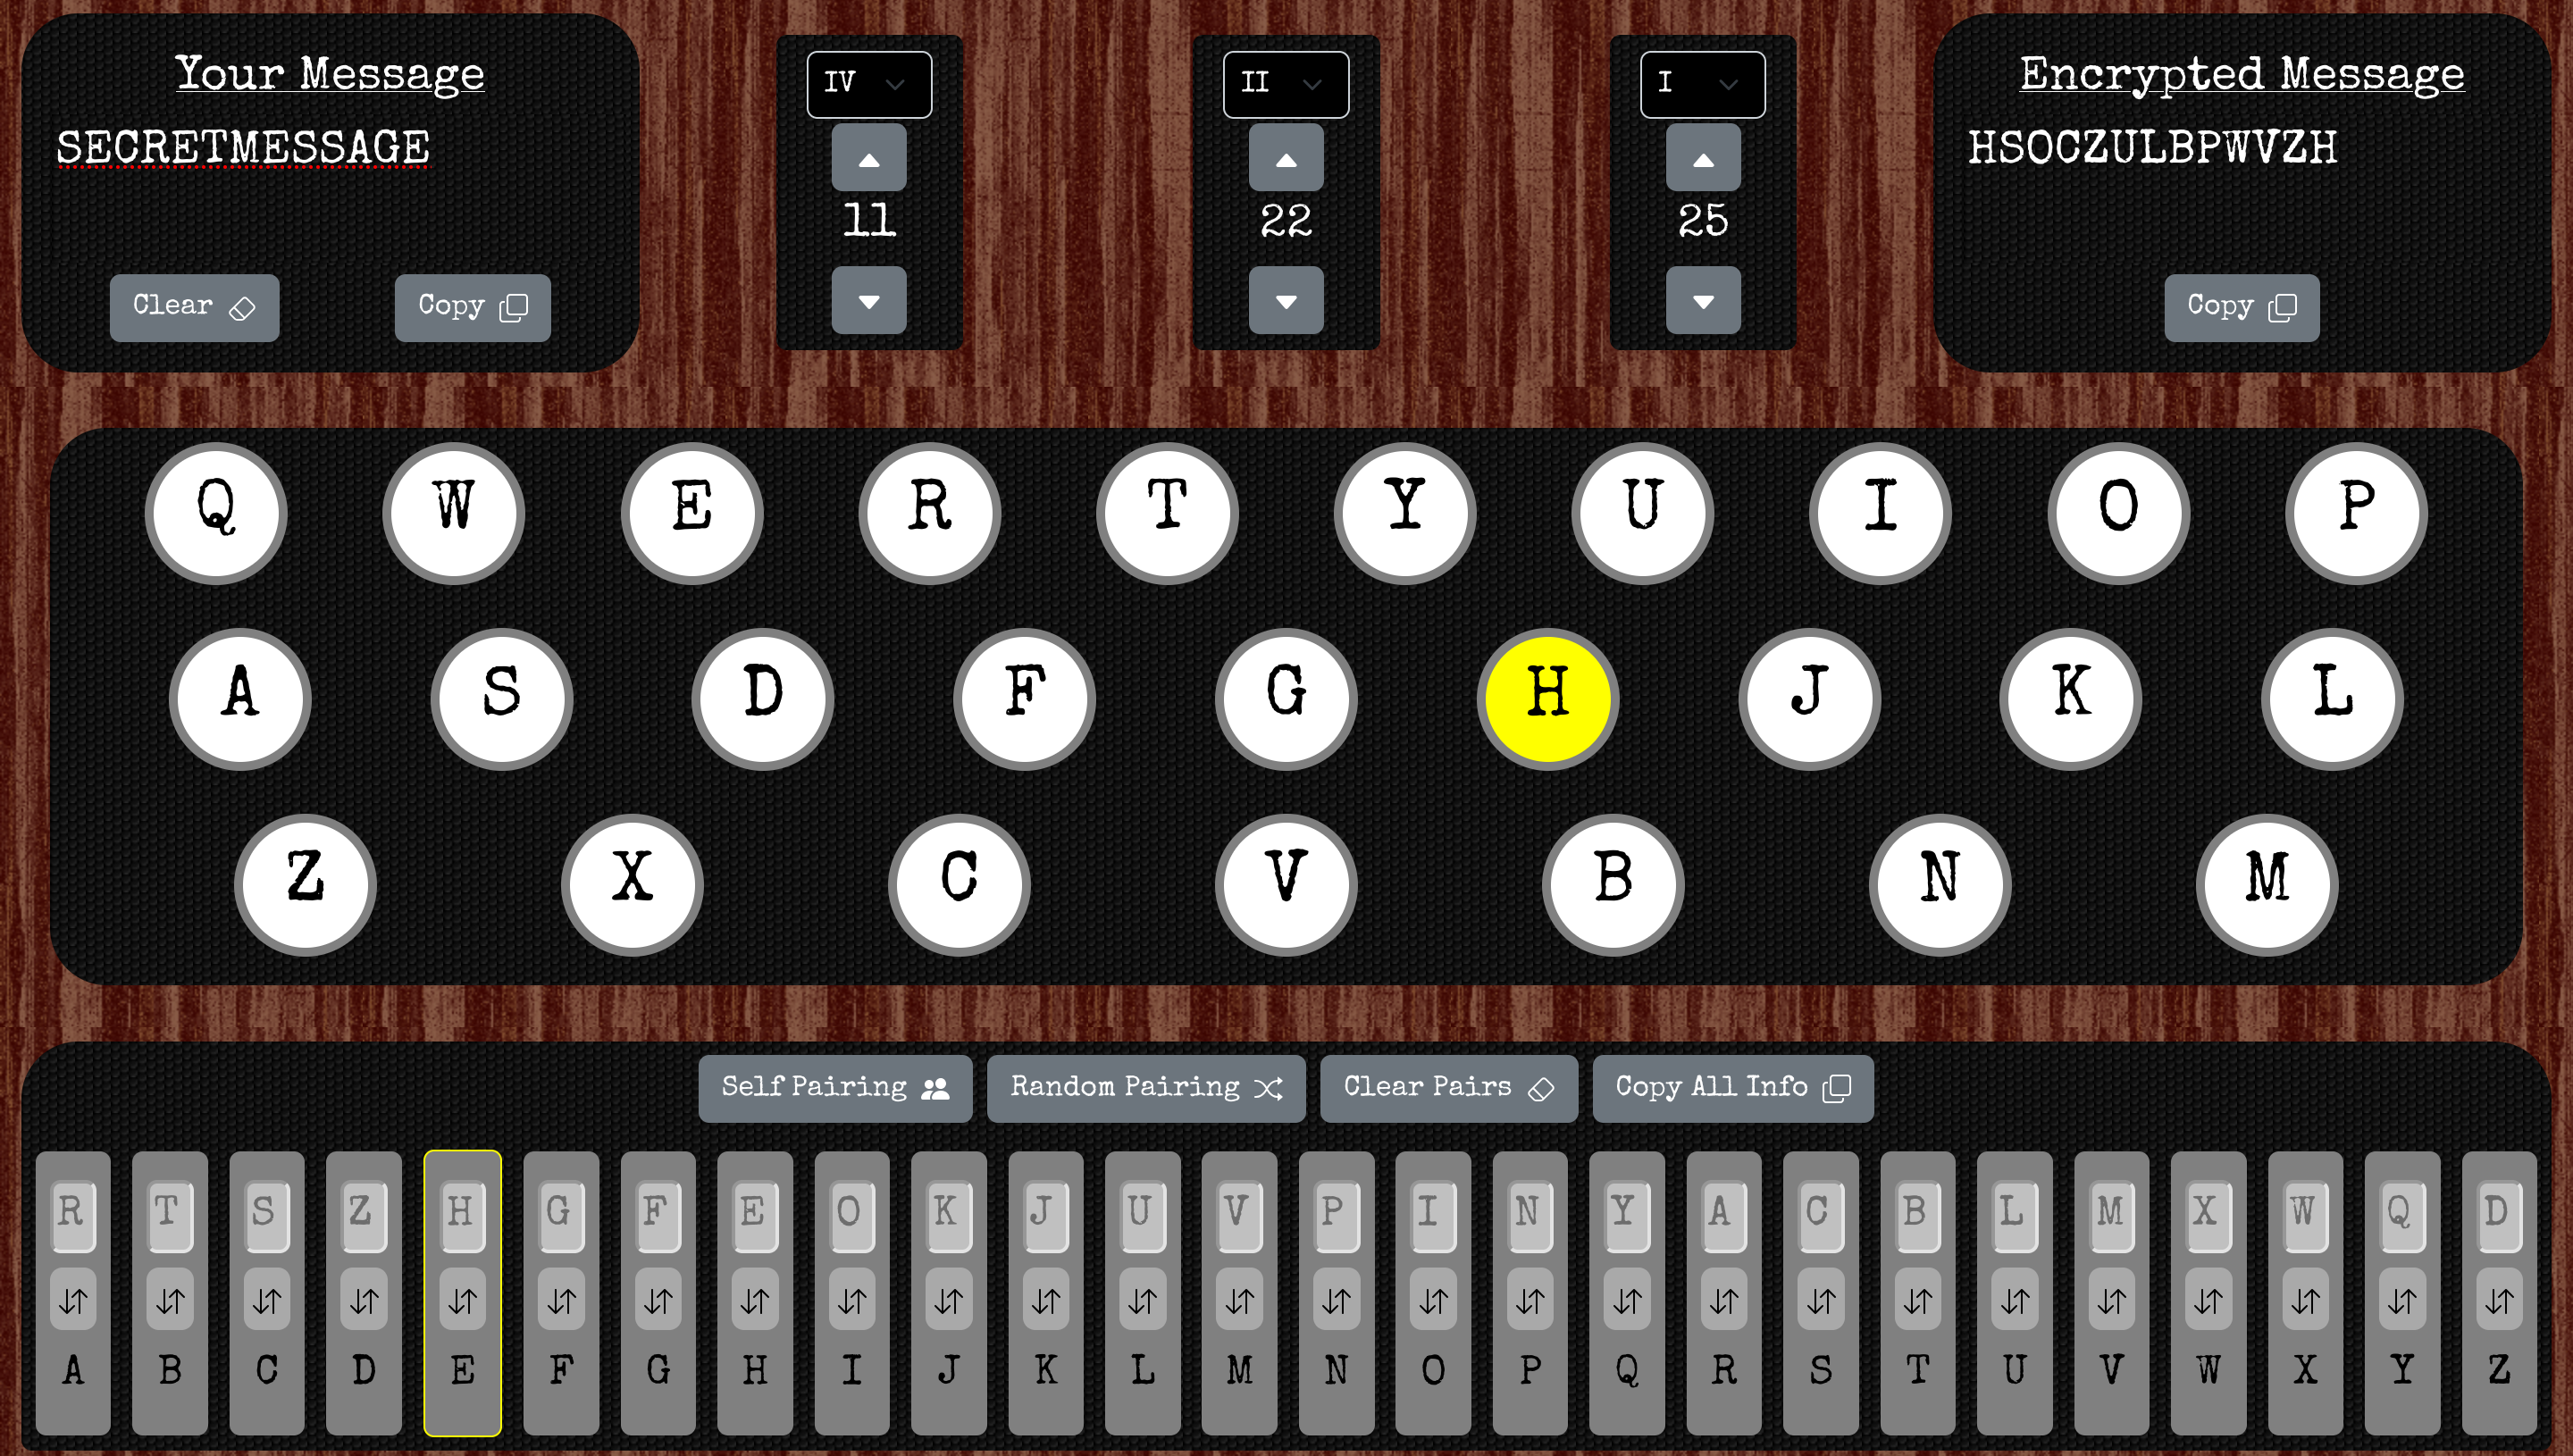 Your Message
SECRETMESSAGE
Clear
Copy
IV
11
II
22
I
25
Encrypted Message
HSOCZULBPWVZH
Copy
Q W E R T Y U I O P
A S D F G H J K L
Z X C V B N M
Self Pairing
Random Pairing
Clear Pairs
Copy All Info
R T S Z H G F E O K J U V P I N Y A C B L M X W Q D
A B C D E F G H I J K L M N O P Q R S T U V W X Y Z